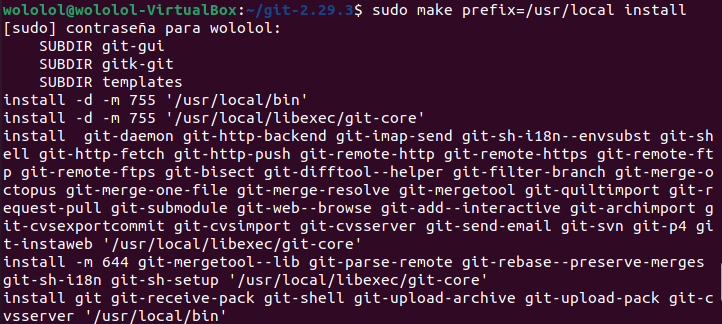 wololol@wololol-VirtualBox:~/git-2.29.3$ sudo make prefix=/usr/local install
[sudo] contraseña para wololol:
    SUBDIR git-gui
    SUBDIR gitk-git
    SUBDIR templates
install -d -m 755 '/usr/local/bin'
install -d -m 755 '/usr/local/libexec/git-core'
install  git-daemon git-http-backend git-imap-send git-sh-i18n--envsubst git-sh
ell git-http-fetch git-http-push git-remote-http git-remote-https git-remote-ft
p git-remote-ftps git-bisect git-difftool--helper git-filter-branch git-merge-o
ctopus git-merge-one-file git-merge-resolve git-mergetool git-quiltimport git-r
equest-pull git-submodule git-web--browse git-add--interactive git-archimport g
it-cvsexportcommit git-cvsimport git-cvsserver git-send-email git-svn git-p4 gi
t-instaweb '/usr/local/libexec/git-core'
install -m 644 git-mergetool--lib git-parse-remote git-rebase--preserve-merges
git-sh-i18n git-sh-setup '/usr/local/libexec/git-core'
install git git-receive-pack git-shell git-upload-archive git-upload-pack git-c
vsserver '/usr/local/bin'